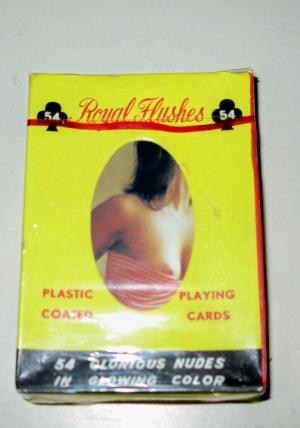 Royal Flushes
54 54
PLASTIC PLAYING
COATED CARDS
54 GLORIOUS NUDES
IN GLOWING COLOR